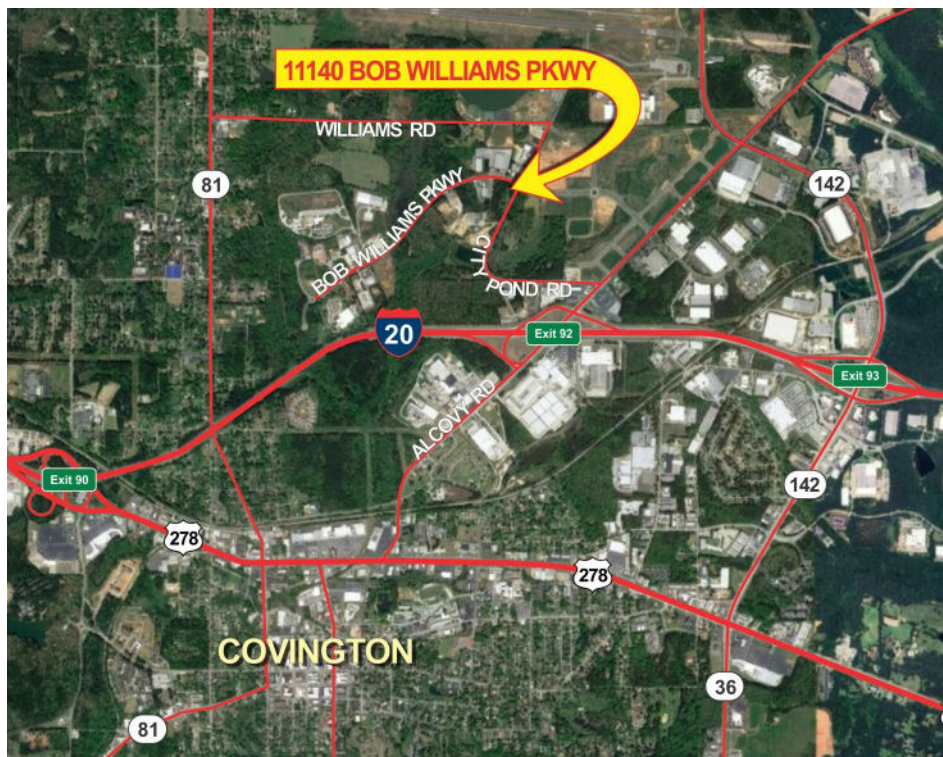 11140 BOB WILLIAMS PKWY
WILLIAMS RD
81
142
BOB WILLIAMS PKWY
CITY
POND RD
20
Exit 92
Exit 93
ALCOVY RD
Exit 90
142
278
278
COVINGTON
36
81